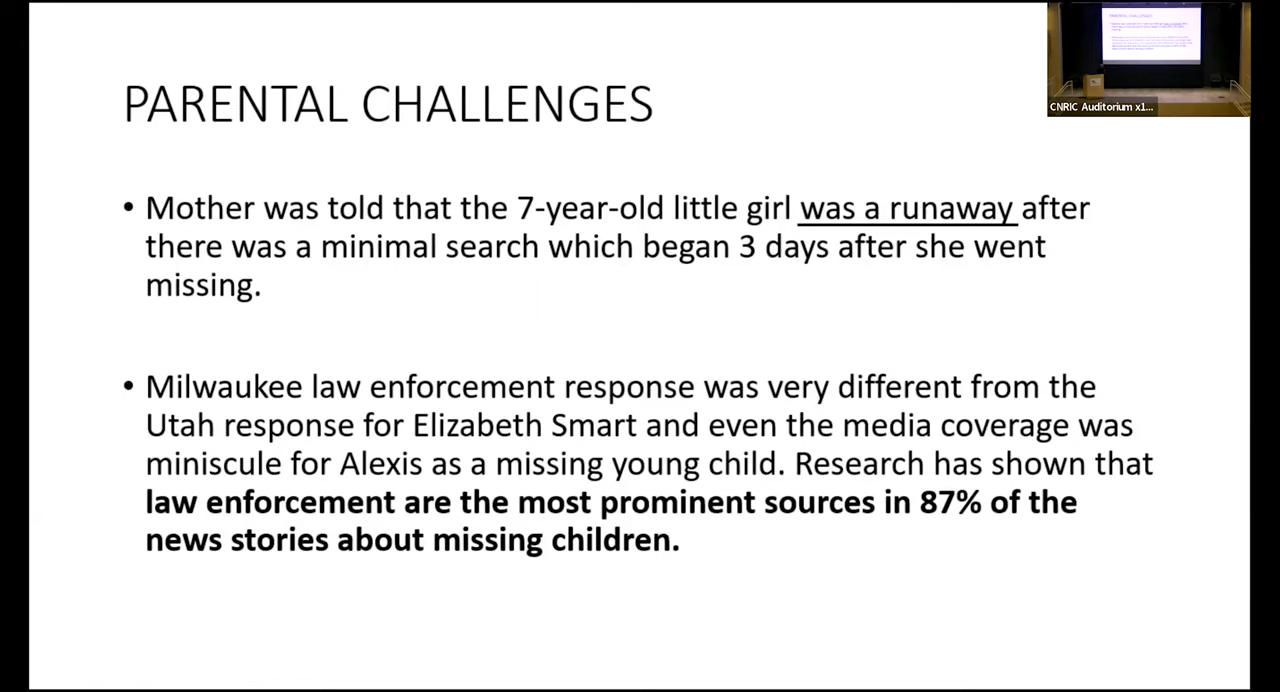 PARENTAL CHALLENGES
• Mother was told that the 7-year-old little girl was a runaway after
there was a minimal search which began 3 days after she went
missing.
• Milwaukee law enforcement response was very different from the
Utah response for Elizabeth Smart and even the media coverage was
miniscule for Alexis as a missing young child. Research has shown that
law enforcement are the most prominent sources in 87% of the
news stories about missing children.
CNRIC Auditorium x1...